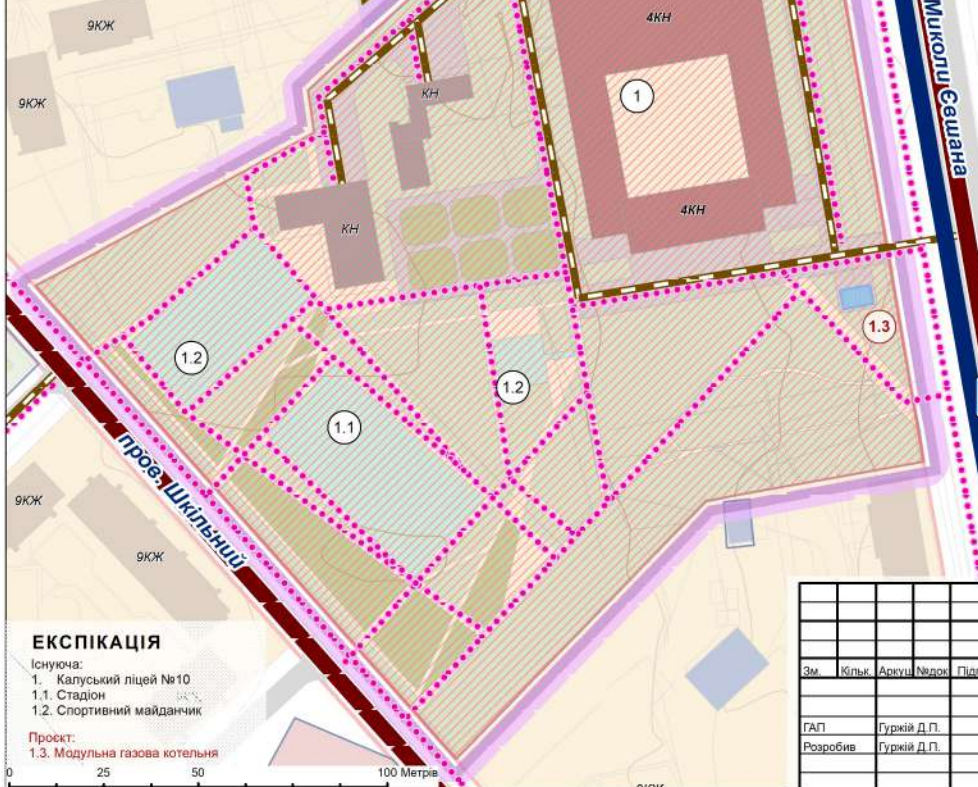 9КЖ
4КН
Миколи Євшана
9КЖ
КН
1
4КН
КН
1.3
1.2
1.2
1.1
пров. Шкільний
9КЖ
9КЖ
ЕКСПІКАЦІЯ
Існуюча:
1. Калуський ліцей №10
1.1. Стадіон
1.2. Спортивний майданчик
Проєкт:
1.3. Модульна газова котельня
0 25 50 100 Метрів
Зм. Кільк. Аркуш №док
ГАП Гуржій Д.П.
Розробив Гуржій Д.П.